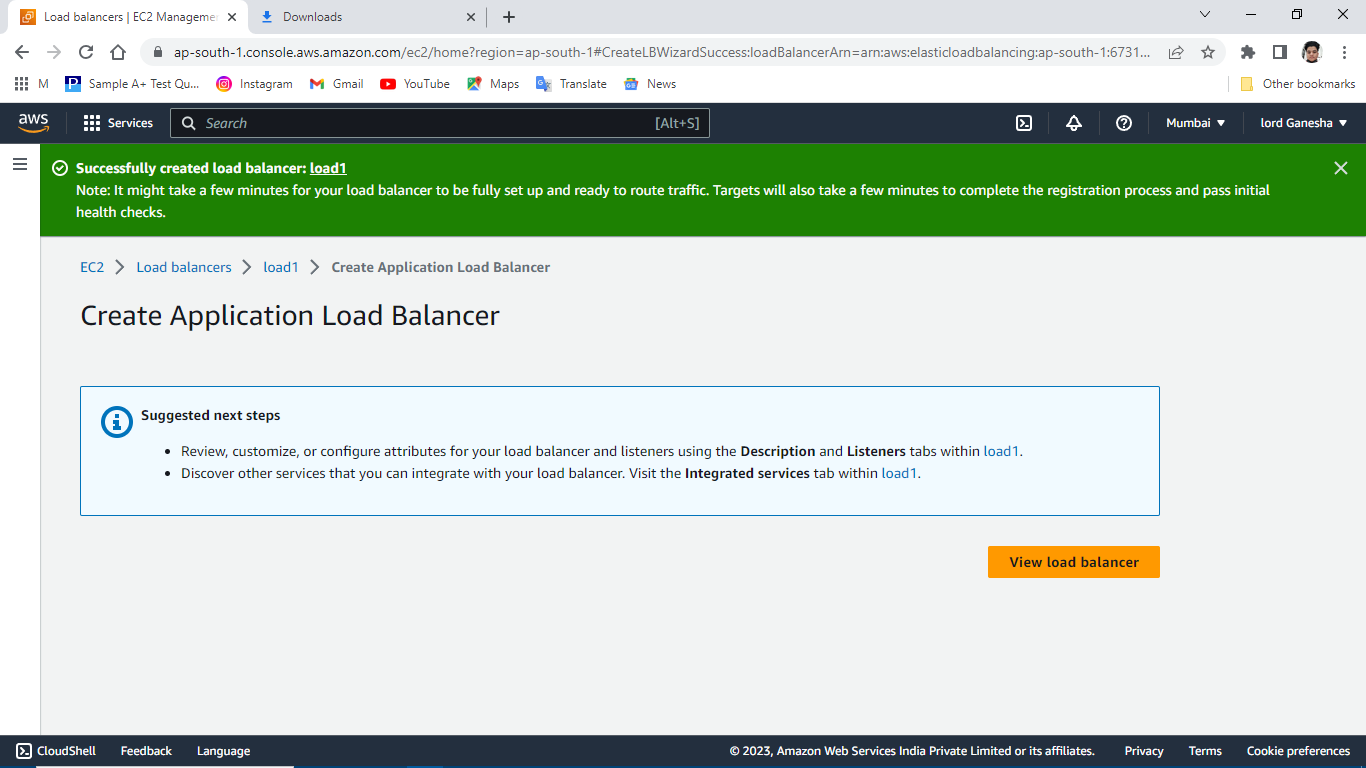 Load balancers | EC2 Manageme
Downloads
ap-south-1.console.aws.amazon.com/ec2/home?region=ap-south-1#CreateLBWizardSuccess:loadBalancerArn=arn:aws:elasticloadbalancing:ap-south-1:6731...
M
Sample A+ Test Qu...
Instagram
Gmail
YouTube
Maps
Translate
News
Other bookmarks
aws
Services
Search
[Alt+S]
Mumbai
lord Ganesha
Successfully created load balancer: load1
Note: It might take a few minutes for your load balancer to be fully set up and ready to route traffic. Targets will also take a few minutes to complete the registration process and pass initial
health checks.
EC2 > Load balancers > load1 > Create Application Load Balancer
Create Application Load Balancer
Suggested next steps
• Review, customize, or configure attributes for your load balancer and listeners using the Description and Listeners tabs within load1.
• Discover other services that you can integrate with your load balancer. Visit the Integrated services tab within load1.
View load balancer
CloudShell
Feedback
Language
© 2023, Amazon Web Services India Private Limited or its affiliates.
Privacy
Terms
Cookie preferences